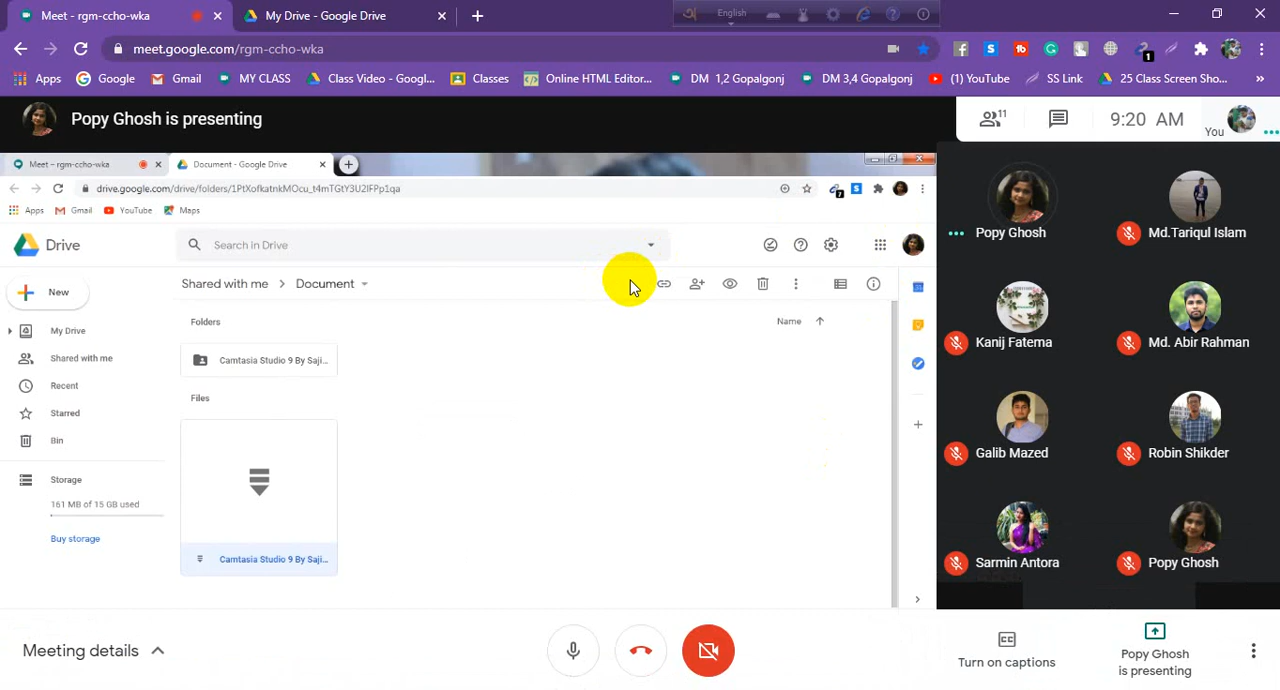 Meet - rgm-ccho-wka
My Drive - Google Drive
English
meet.google.com/rgm-ccho-wka
1
Apps
Google
Gmail
MY CLASS
Class Video - Googl...
Classes
Online HTML Editor...
DM 1,2 Gopalgonj
DM 3,4 Gopalgonj
(1) YouTube
SS Link
25 Class Screen Sho...
Popy Ghosh is presenting
11
9:20 AM
You
Meet – rgm-ccho-wka
Document - Google Drive
drive.google.com/drive/folders/1PtXofkatnkMOcu_t4mTGtY3U2IFPp1qa
7
Apps
Gmail
YouTube
Maps
Drive
Search in Drive
New
Shared with me > Document
Folders
Name
My Drive
Camtasia Studio 9 By Saji...
Shared with me
Recent
Files
Starred
Bin
Storage
161 MB of 15 GB used
Buy storage
Camtasia Studio 9 By Saji...
Popy Ghosh
Md.Tariqul Islam
Kanij Fatema
Md. Abir Rahman
Galib Mazed
Robin Shikder
Sarmin Antora
Popy Ghosh
Meeting details
Turn on captions
Popy Ghosh
is presenting